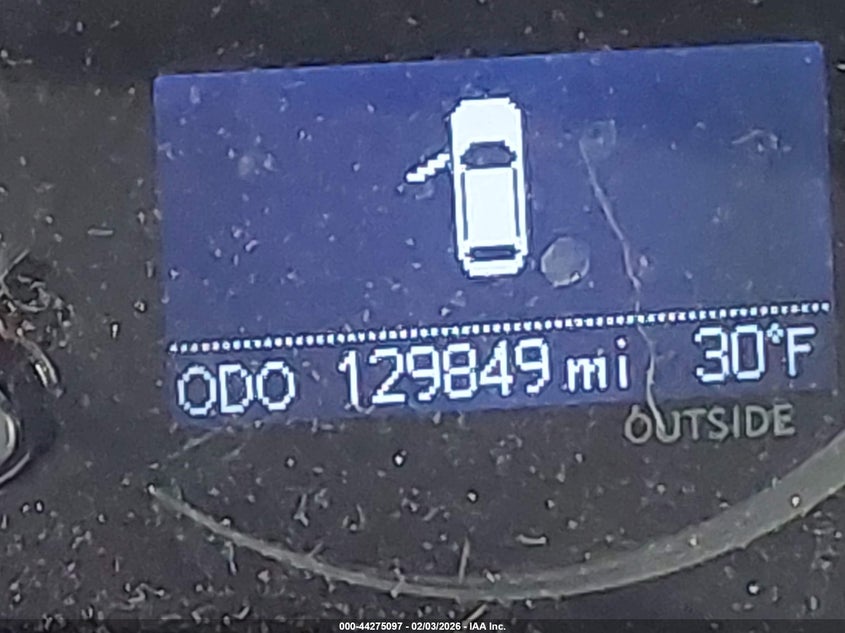 ODO 129849 mi 30°F
OUTSIDE
000-44275097 - 02/03/2026 - IAA Inc.